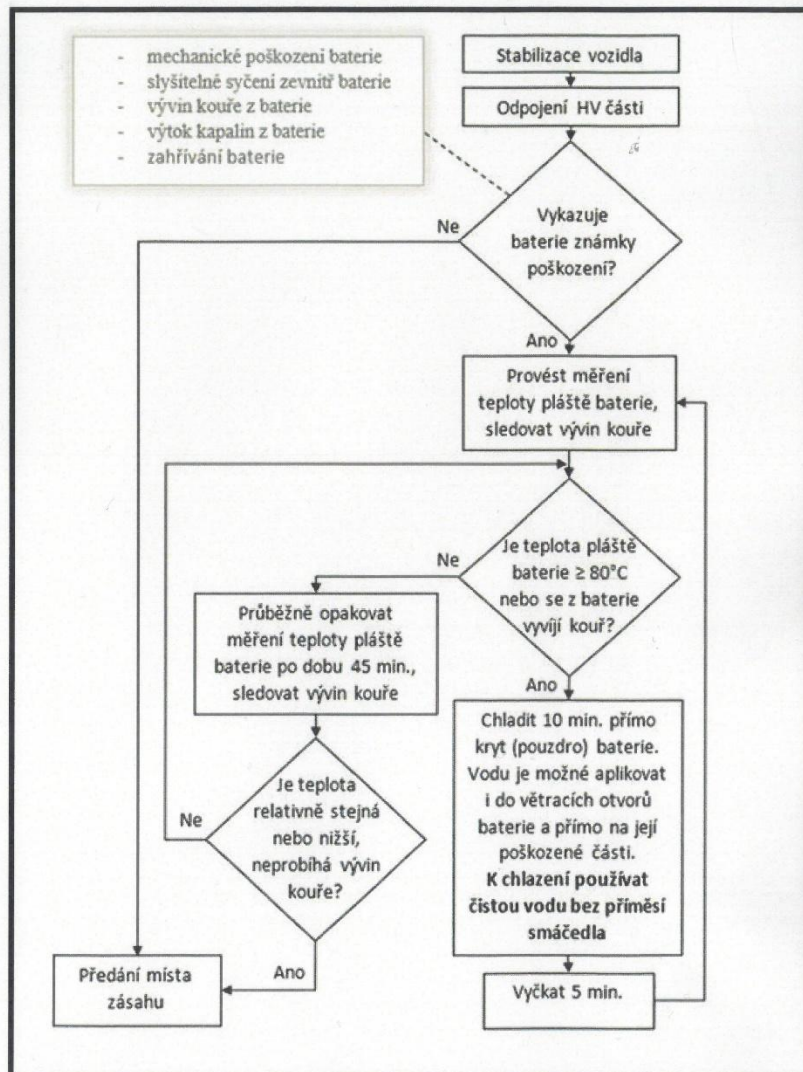 - mechanické poškození baterie
- slyšitelné syčení zevnitř baterie
- vývin kouře z baterie
- výtok kapalin z baterie
- zahřívání baterie
Stabilizace vozidla
Odpojení HV části
Vykazuje
baterie známky
poškození?
Ne
Ano
Provést měření
teploty pláště baterie,
sledovat vývin kouře
Je teplota pláště
baterie ≥ 80°C
nebo se z baterie
vyvíjí kouř?
Ne
Průběžně opakovat
měření teploty pláště
baterie po dobu 45 min.,
sledovat vývin kouře
Je teplota
relativně stejná
nebo nižší,
neprobíhá vývin
kouře?
Ne
Ano
Předání místa
zásahu
Ano
Chladit 10 min. přímo
kryt (pouzdro) baterie.
Vodu je možné aplikovat
i do větracích otvorů
baterie a přímo na její
poškozené části.
K chlazení používat
čistou vodu bez příměsí
smáčedla
Vyčkat 5 min.